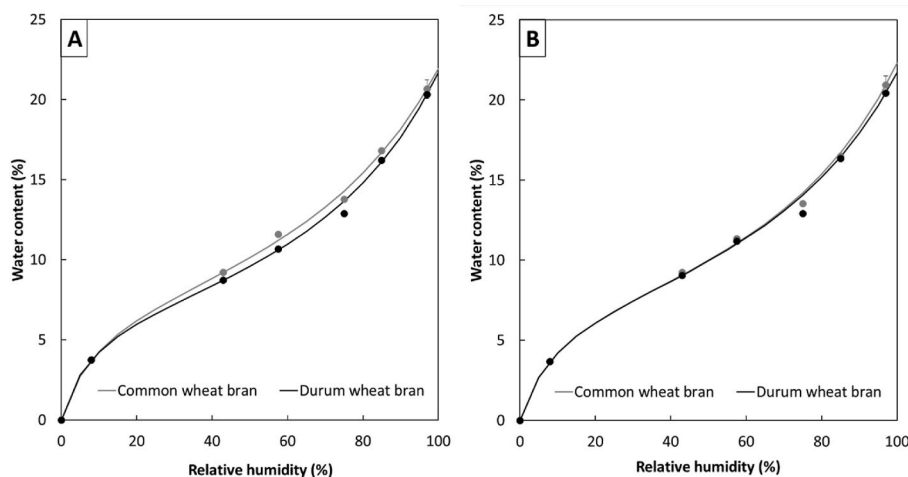 A
25
20
15
10
5
0
Water content (%)
0 20 40 60 80 100
Relative humidity (%)
Common wheat bran Durum wheat bran
B
25
20
15
10
5
0
Water content (%)
0 20 40 60 80 100
Relative humidity (%)
Common wheat bran Durum wheat bran